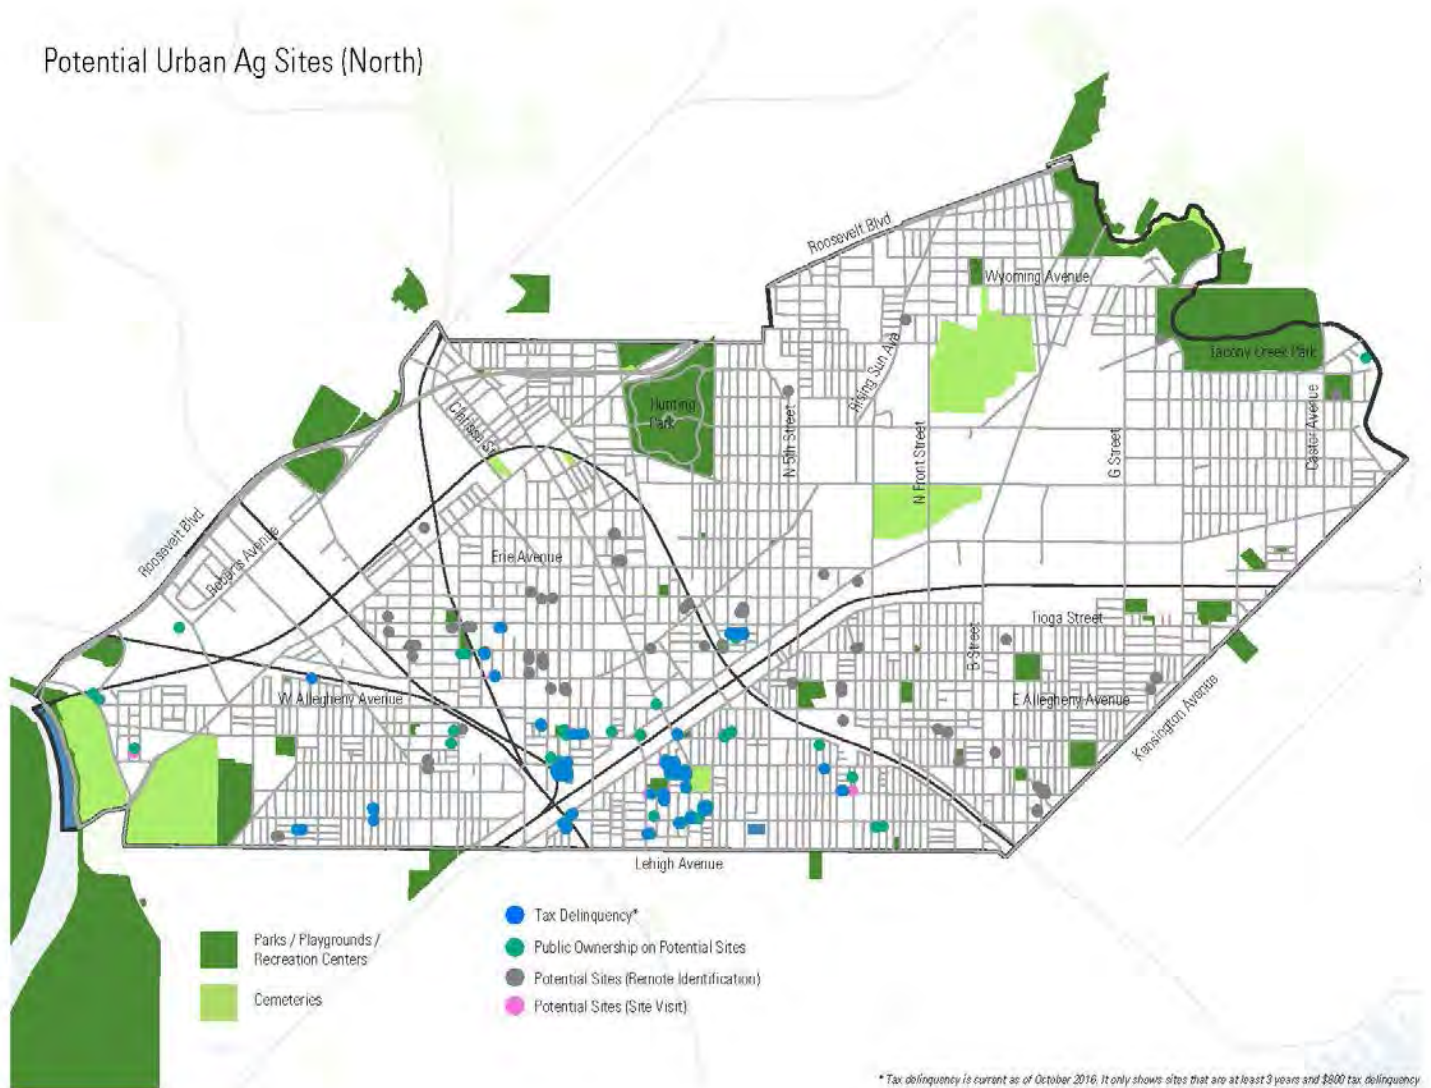 Potential Urban Ag Sites (North)
Roosevelt Blvd
Wyoming Avenue
Rising Sun Ave
Tacony Creek Park
Hunting
Park
Clarissa St
N 5th Street
N Front Street
G Street
Castor Avenue
Roosevelt Blvd
Roberts Avenue
Erie Avenue
Tioga Street
B Street
W Allegheny Avenue
E Allegheny Avenue
Kensington Avenue
Lehigh Avenue
Parks / Playgrounds /
Recreation Centers
Cemeteries
Tax Delinquency*
Public Ownership on Potential Sites
Potential Sites (Remote Identification)
Potential Sites (Site Visit)
* Tax delinquency is current as of October 2016. It only shows sites that are at least 3 years and $800 tax delinquency